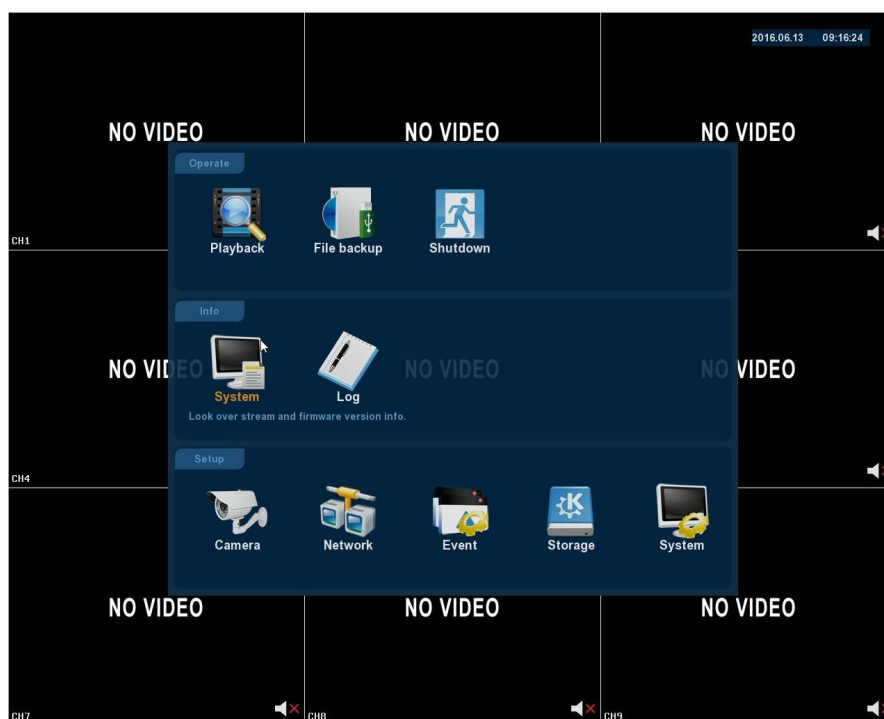 2016.06.13 09:16:24
NO VIDEO NO VIDEO NO VIDEO
Operate
Playback File backup Shutdown
CH1
Info
NO VIDEO NO VIDEO NO VIDEO
System Log
Look over stream and firmware version info.
Setup
CH4
Camera Network Event Storage System
NO VIDEO NO VIDEO NO VIDEO
CH7 CH8 CH9